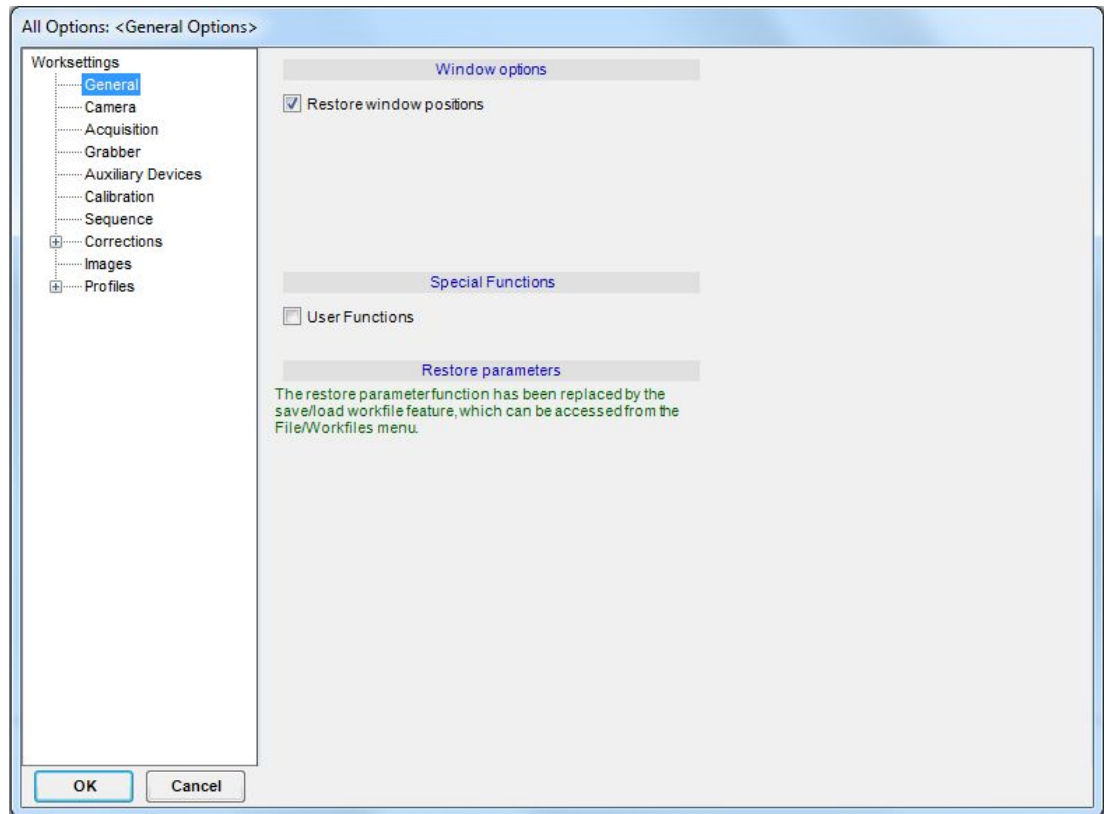 All Options: <General Options>
Worksettings
General
Camera
Acquisition
Grabber
Auxiliary Devices
Calibration
Sequence
Corrections
Images
Profiles
Window options
Restore window positions
Special Functions
User Functions
Restore parameters
The restore parameter function has been replaced by the
save/load workfile feature, which can be accessed from the
File/Workfiles menu.
OK
Cancel